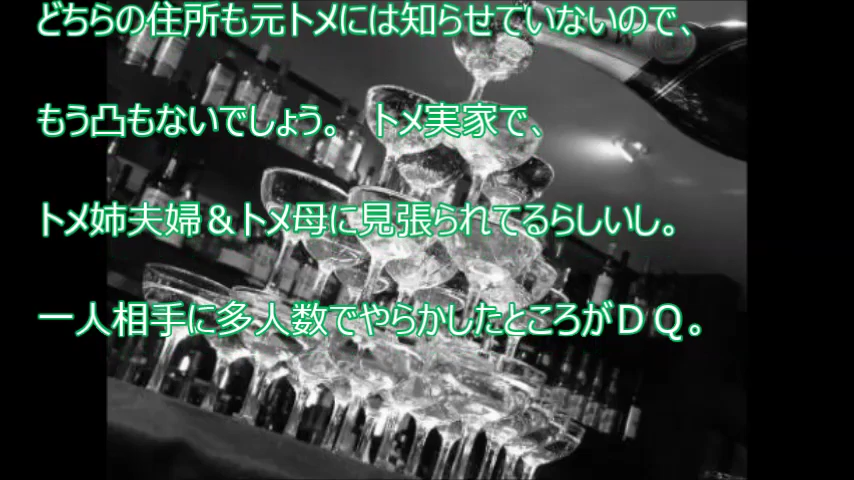 どちらの住所も元トメには知らせていないので、
もう凸もないでしょう。　トメ実家で、
トメ姉夫婦＆トメ母に見張られてるらしいし。
一人相手に多人数でやらかしたところがＤＱ。